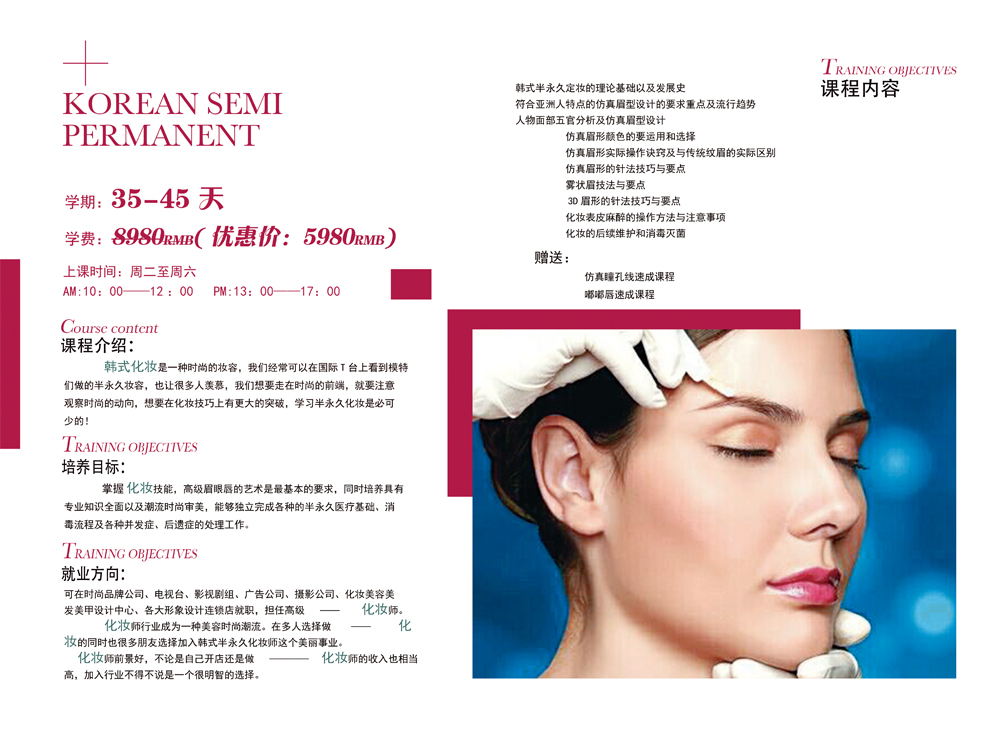 KOREAN SEMI
PERMANENT
学期：35-45 天
学费：8980RMB( 优惠价：5980RMB )
上课时间：周二至周六
AM:10：00——12：00 PM:13：00——17：00
Course content
课程介绍：
韩式化妆是一种时尚的妆容，我们经常可以在国际 T 台上看到模特
们做的半永久妆容，也让很多人羡慕，我们想要走在时尚的前端，就要注意
观察时尚的动向，想要在化妆技巧上有更大的突破，学习半永久化妆是必可
少的！
TRAINING OBJECTIVES
培养目标：
掌握 化妆技能，高级眉眼唇的艺术是最基本的要求，同时培养具有
专业知识全面以及潮流时尚审美，能够独立完成各种的半永久医疗基础、消
毒流程及各种并发症、后遗症的处理工作。
TRAINING OBJECTIVES
就业方向：
可在时尚品牌公司、电视台、影视剧组、广告公司、摄影公司、化妆美容美
发美甲设计中心、各大形象设计连锁店就职，担任高级 —— 化妆师。
化妆师行业成为一种美容时尚潮流。在多人选择做 —— 化
妆的同时也很多朋友选择加入韩式半永久化妆师这个美丽事业。
化妆师前景好，不论是自己开店还是做 ———— 化妆师的收入也相当
高，加入行业不得不说是一个很明智的选择。
TRAINING OBJECTIVES
课程内容
韩式半永久定妆的理论基础以及发展史
符合亚洲人特点的仿真眉型设计的要求重点及流行趋势
人物面部五官分析及仿真眉型设计
仿真眉形颜色的要运用和选择
仿真眉形实际操作诀窍及与传统纹眉的实际区别
仿真眉形的针法技巧与要点
雾状眉技法与要点
3D 眉形的针法技巧与要点
化妆表皮麻醉的操作方法与注意事项
化妆的后续维护和消毒灭菌
赠送：
仿真瞳孔线速成课程
嘟嘟唇速成课程